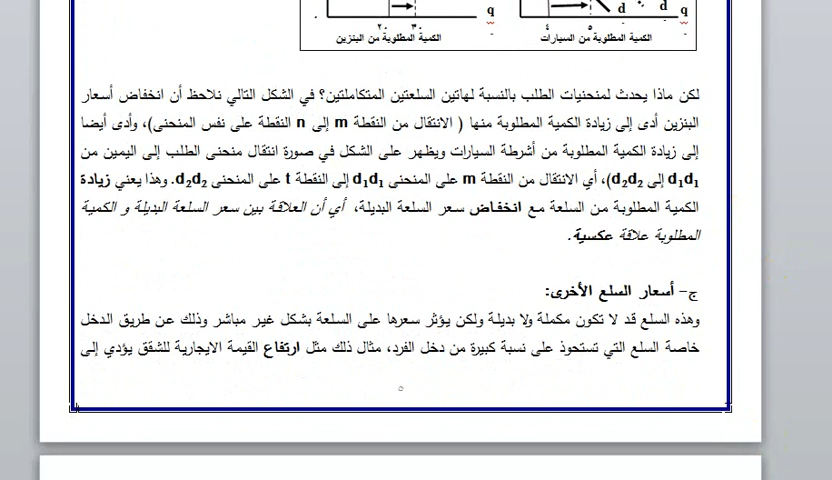 q
d
d
q
٢٠
٣٠
٤
٥
الكمية المطلوبة من البنزين
الكمية المطلوبة من السيارات
لكن ماذا يحدث لمنحنيات الطلب بالنسبة لهاتين السلعتين المتكاملتين؟ في الشكل التالي نلاحظ أن انخفاض أسعار
البنزين أدى إلى زيادة الكمية المطلوبة منها ( الانتقال من النقطة m إلى n النقطة على نفس المنحنى)، وأدى أيضا
إلى زيادة الكمية المطلوبة من أشرطة السيارات ويظهر على الشكل في صورة انتقال منحنى الطلب إلى اليمين من
d₁d₁ إلى d₂d₂)، أي الانتقال من النقطة m على المنحنى d₁d₁ إلى النقطة t على المنحنى d₂d₂. وهذا يعني زيادة
الكمية المطلوبة من السلعة مع انخفاض سعر السلعة البديلة، أي أن العلاقة بين سعر السلعة البديلة و الكمية
المطلوبة علاقة عكسية.
ج- أسعار السلع الأخرى:
وهذه السلع قد لا تكون مكملة ولا بديلة ولكن يؤثر سعرها على السلعة بشكل غير مباشر وذلك عن طريق الدخل
خاصة السلع التي تستحوذ على نسبة كبيرة من دخل الفرد، مثال ذلك مثل ارتفاع القيمة الايجارية للشقق يؤدي إلى
٥